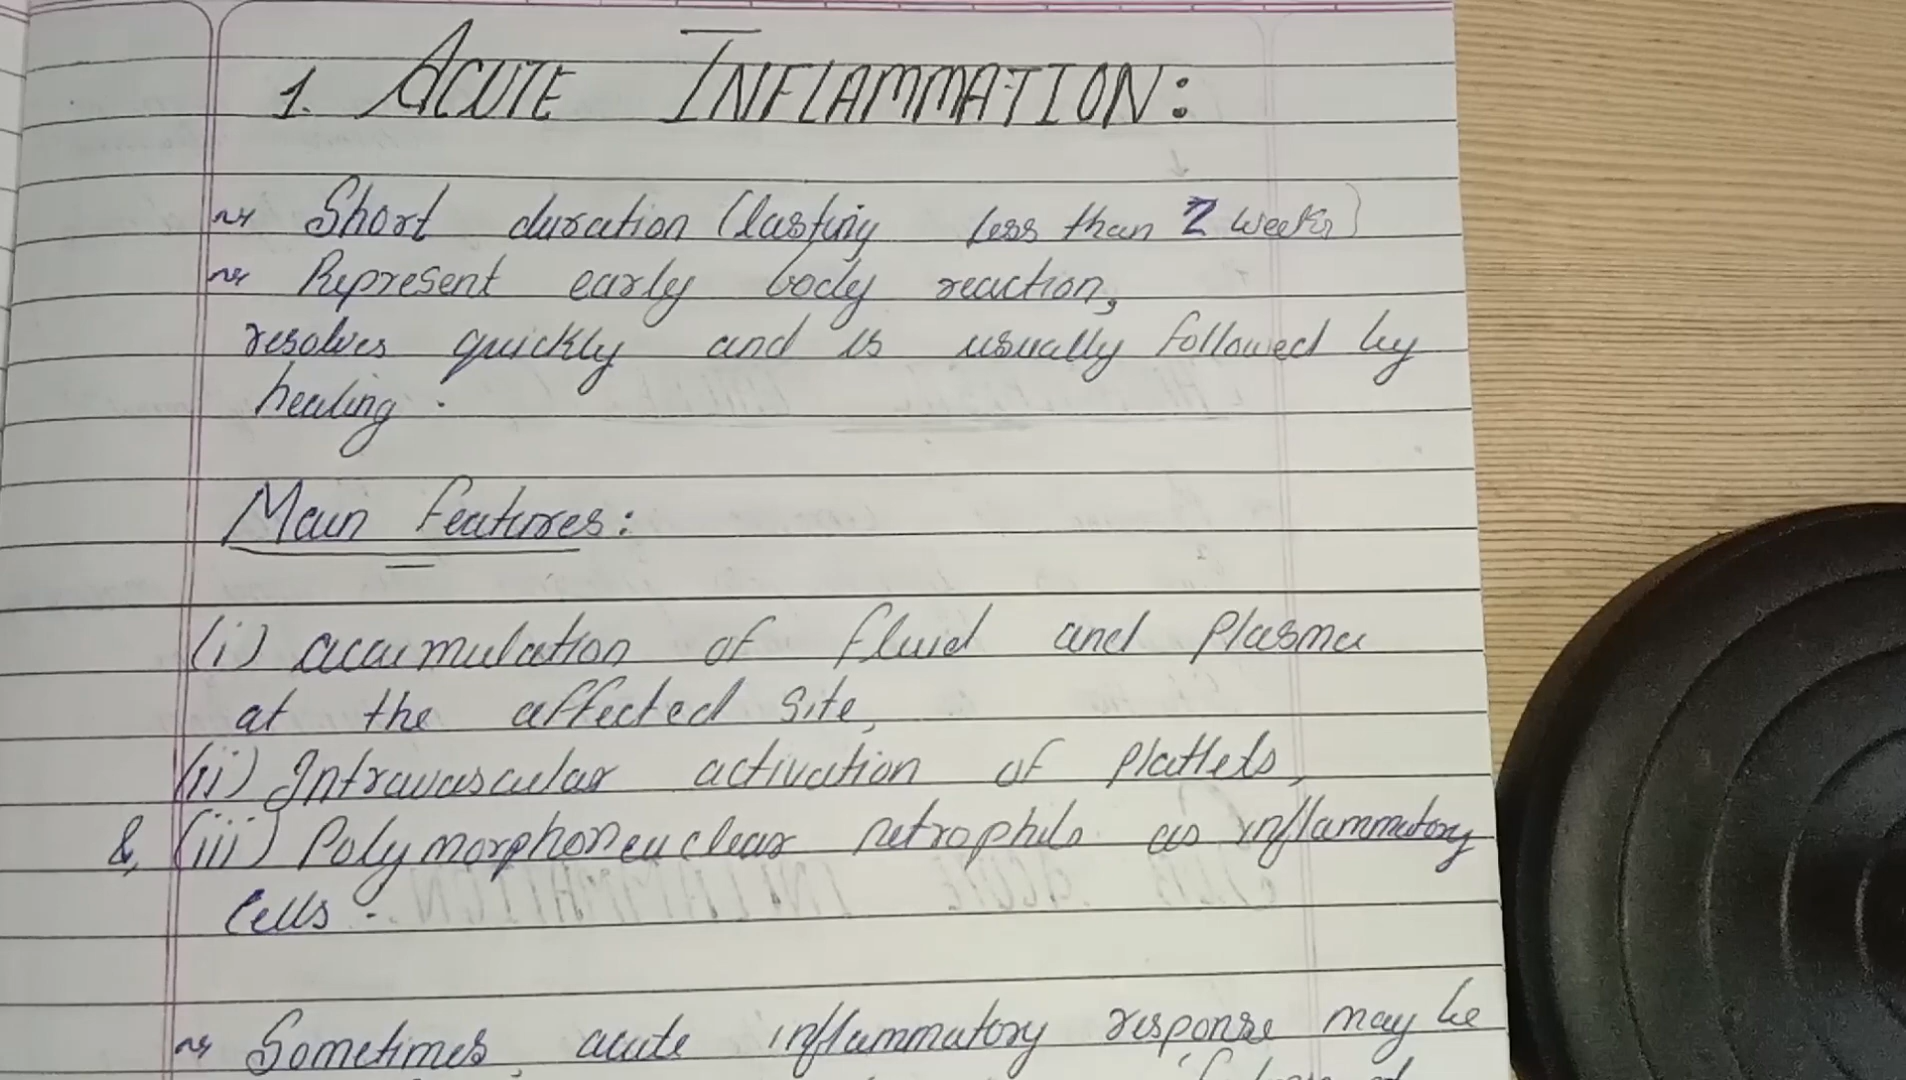 1. ACUTE INFLAMMATION:
Short duration (lasting less than 2 weeks)
Represent early body reaction,
resolves quickly and is usually followed by
healing.
Main features:
(i) accumulation of fluid and plasma
at the affected site,
(ii) Intravascular activation of platlets,
&, (iii) Polymorphoneuclear netrophils as inflammatory
cells.
Sometimes, acute inflammatory response may be